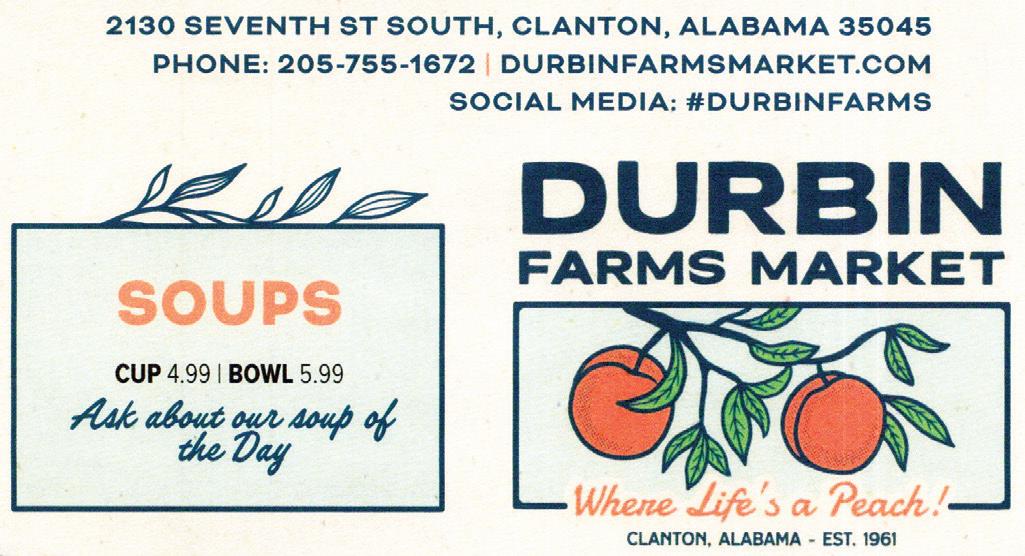 2130 SEVENTH ST SOUTH, CLANTON, ALABAMA 35045
PHONE: 205-755-1672 | DURBINFARMSMARKET.COM
SOCIAL MEDIA: #DURBINFARMS
SOUPS
CUP 4.99 | BOWL 5.99
Ask about our soup of
the Day
DURBIN
FARMS MARKET
Where Life's a Peach!
CLANTON, ALABAMA - EST. 1961